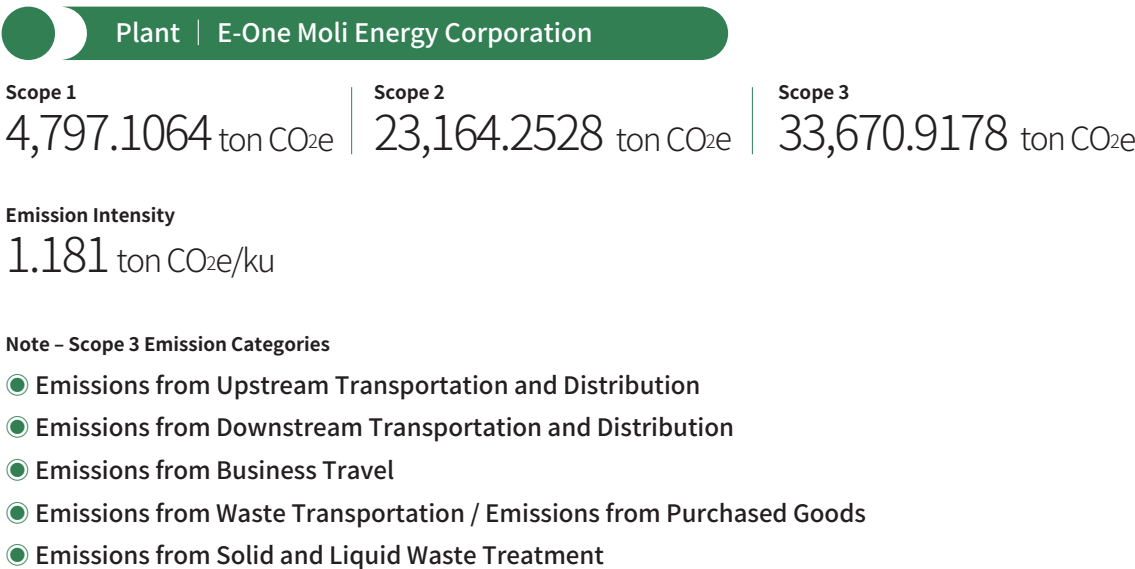 Plant | E-One Moli Energy Corporation
Scope 1
4,797.1064 ton CO2e
Scope 2
23,164.2528 ton CO2e
Scope 3
33,670.9178 ton CO2e
Emission Intensity
1.181 ton CO2e/ku
Note – Scope 3 Emission Categories
Emissions from Upstream Transportation and Distribution
Emissions from Downstream Transportation and Distribution
Emissions from Business Travel
Emissions from Waste Transportation / Emissions from Purchased Goods
Emissions from Solid and Liquid Waste Treatment